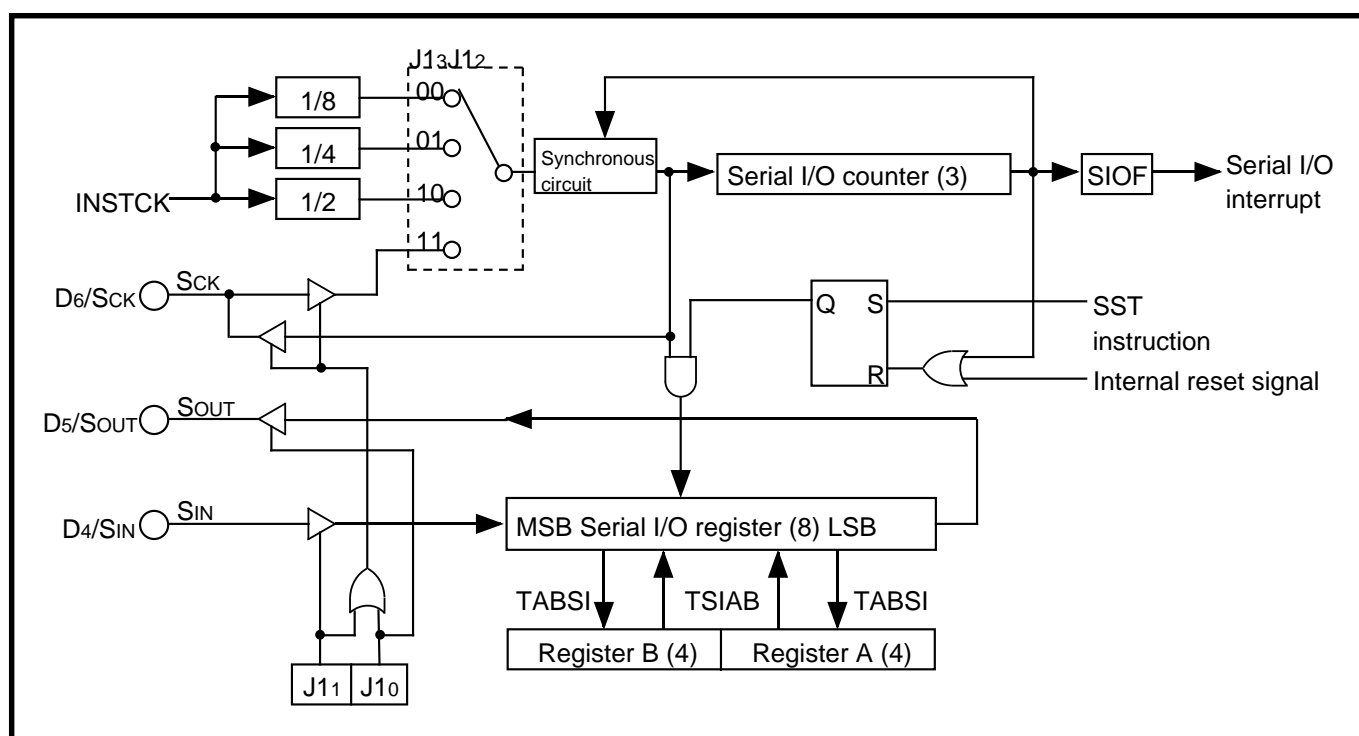 J13J12
00
1/8
01
1/4
Synchronous
circuit
Serial I/O counter (3)
SIOF
Serial I/O
interrupt
10
1/2
INSTCK
11
D6/SCK
SCK
Q
S
SST
instruction
R
Internal reset signal
D5/SOUT
SOUT
D4/SIN
SIN
MSB Serial I/O register (8) LSB
TABSI
TSIAB
TABSI
Register B (4)
Register A (4)
J11
J10